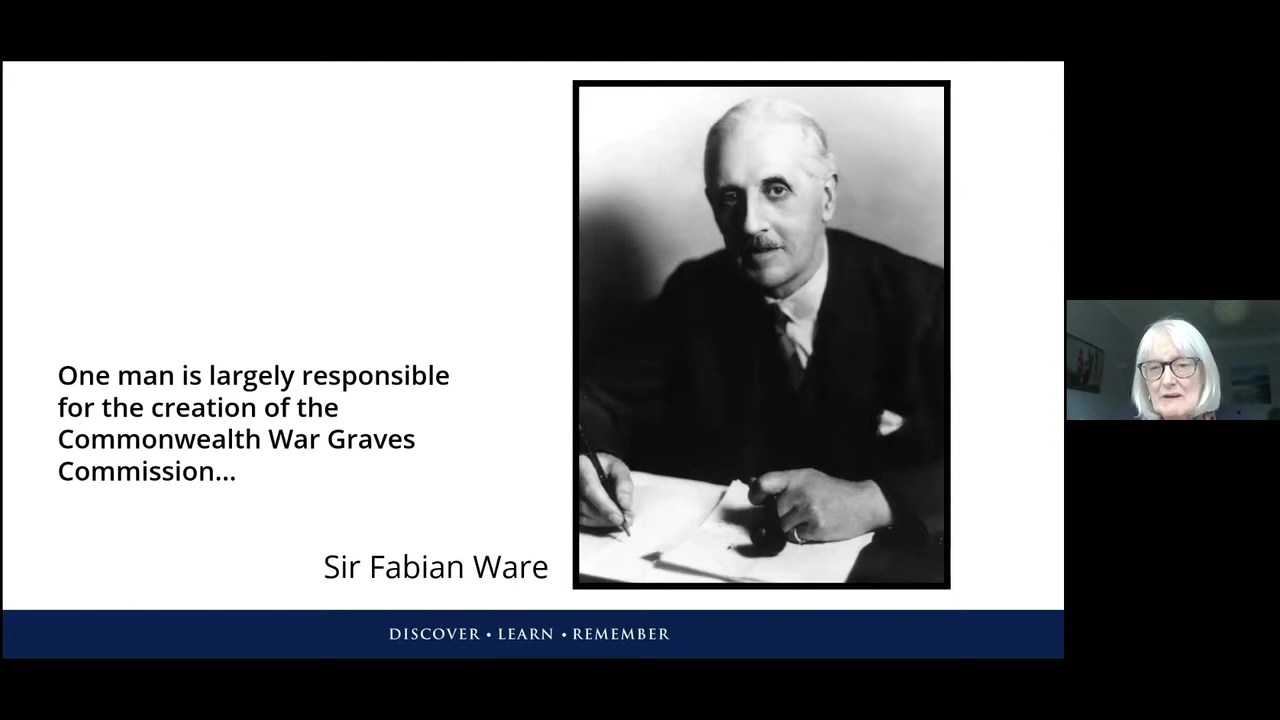 One man is largely responsible
for the creation of the
Commonwealth War Graves
Commission...
Sir Fabian Ware
DISCOVER • LEARN • REMEMBER